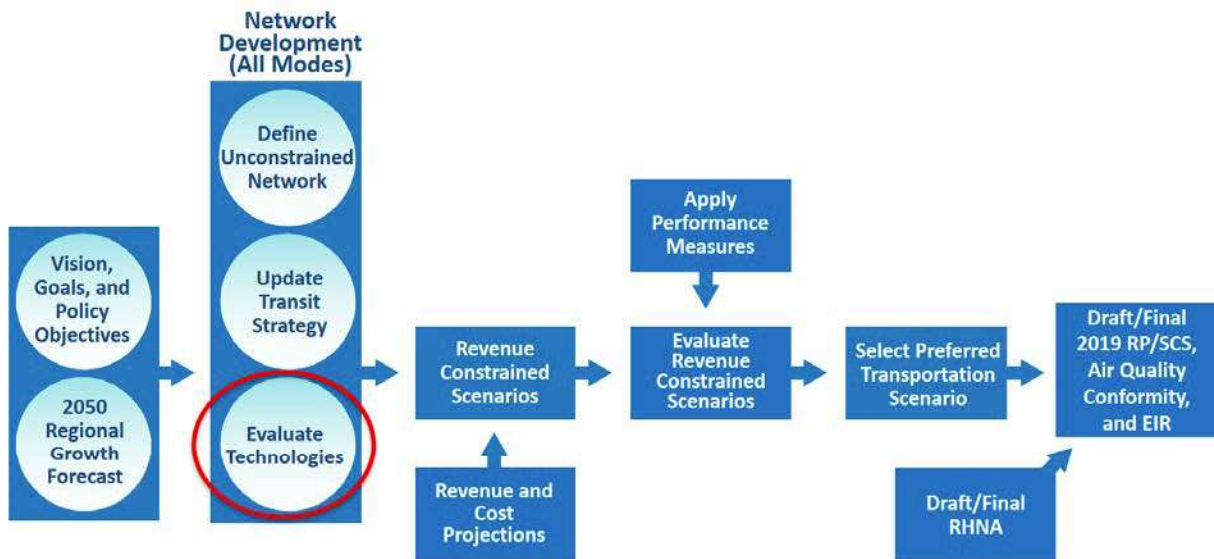 Network
Development
(All Modes)
Define
Unconstrained
Network
Update
Transit
Strategy
Evaluate
Technologies
Vision,
Goals, and
Policy
Objectives
2050
Regional
Growth
Forecast
Revenue
Constrained
Scenarios
Revenue and
Cost
Projections
Apply
Performance
Measures
Evaluate
Revenue
Constrained
Scenarios
Select Preferred
Transportation
Scenario
Draft/Final
2019 RP/SCS,
Air Quality
Conformity,
and EIR
Draft/Final
RHNA